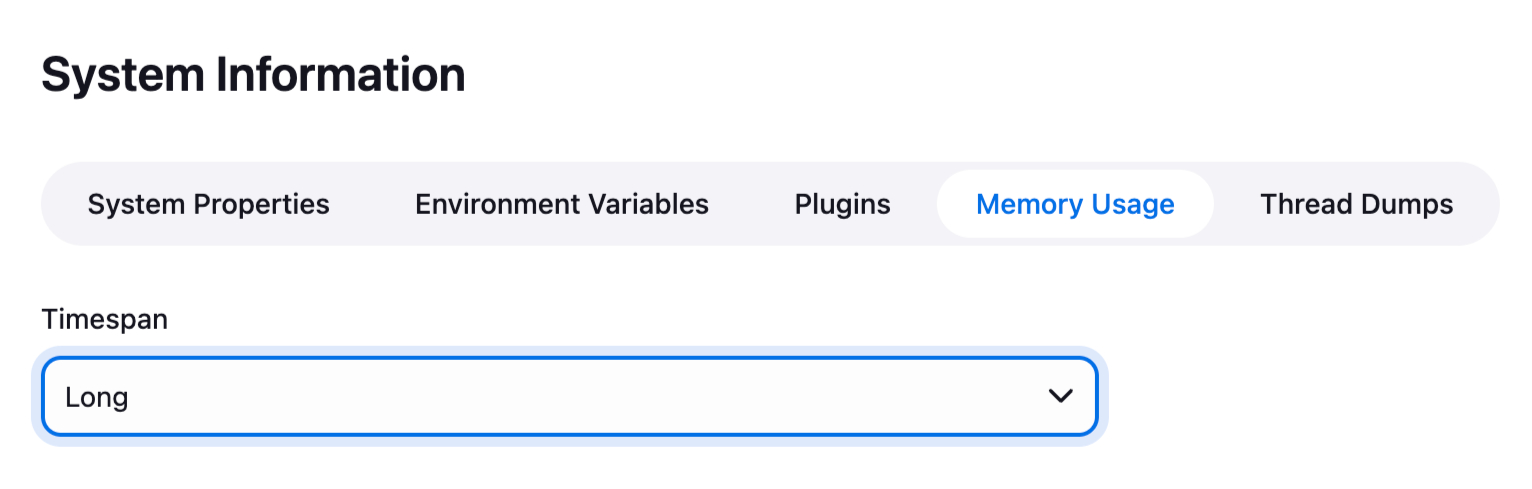 System Information
System Properties Environment Variables Plugins Memory Usage Thread Dumps
Timespan
Long